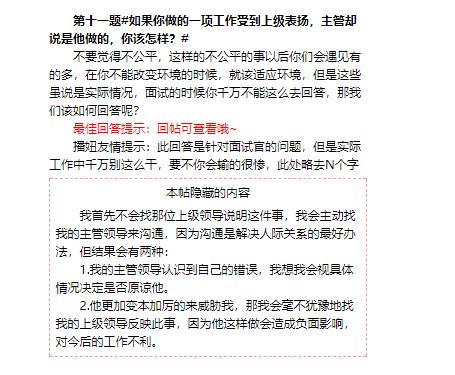 第十一题#如果你做的一项工作受到上级表扬，主管却
说是他做的，你该怎样？#
不要觉得不公平，这样的不公平的事以后你们会遇见有
的多，在你不能改变环境的时候，就该适应环境，但是这些
虽说是实际情况，面试的时候你千万不能这么去回答，那我
们该如何回答呢？
最佳回答提示：回帖可查看哦~
播妞友情提示：此回答是针对面试官的问题，但是实际
工作中千万别这么干，要不你会输的很惨，此处略去N个字
本帖隐藏的内容
我首先不会找那位上级领导说明这件事，我会主动找
我的主管领导来沟通，因为沟通是解决人际关系的最好办
法，但结果会有两种：
1.我的主管领导认识到自己的错误，我想我会视具体
情况决定是否原谅他。
2.他更加变本加厉的来威胁我，那我会毫不犹豫地找
我的上级领导反映此事，因为他这样做会造成负面影响，
对今后的工作不利。